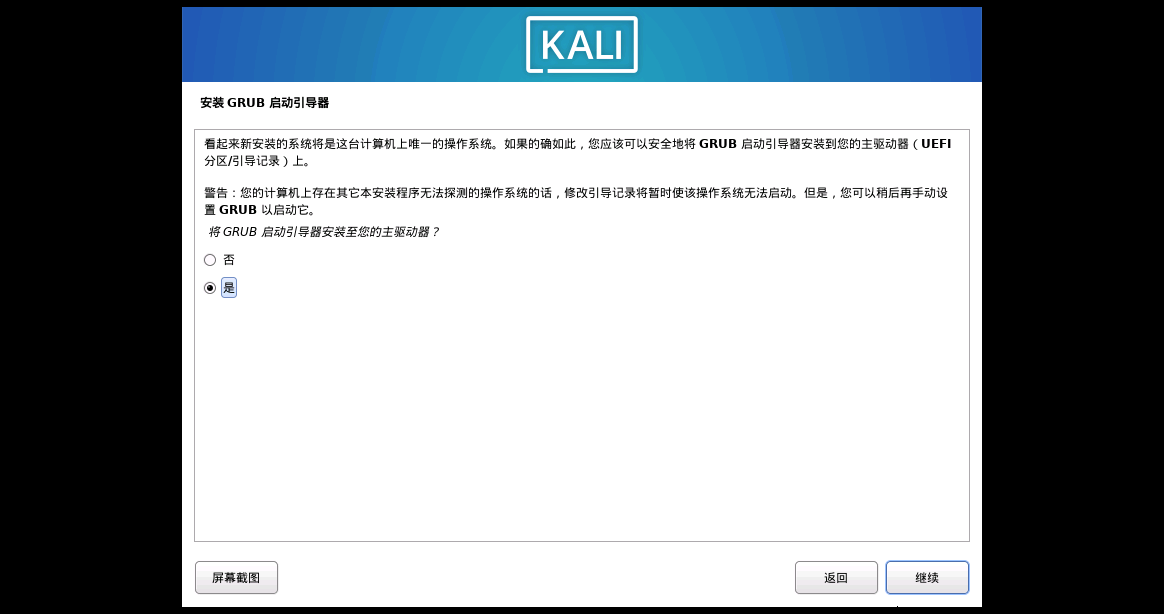 KALI
安装 GRUB 启动引导器
看起来新安装的系统将是这台计算机上唯一的操作系统。如果的确如此，您应该可以安全地将 GRUB 启动引导器安装到您的主驱动器（UEFI
分区/引导记录）上。
警告：您的计算机上存在其它本安装程序无法探测的操作系统的话，修改引导记录将暂时使该操作系统无法启动。但是，您可以稍后再手动设
置 GRUB 以启动它。
将 GRUB 启动引导器安装至您的主驱动器？
否
是
屏幕截图 返回 继续